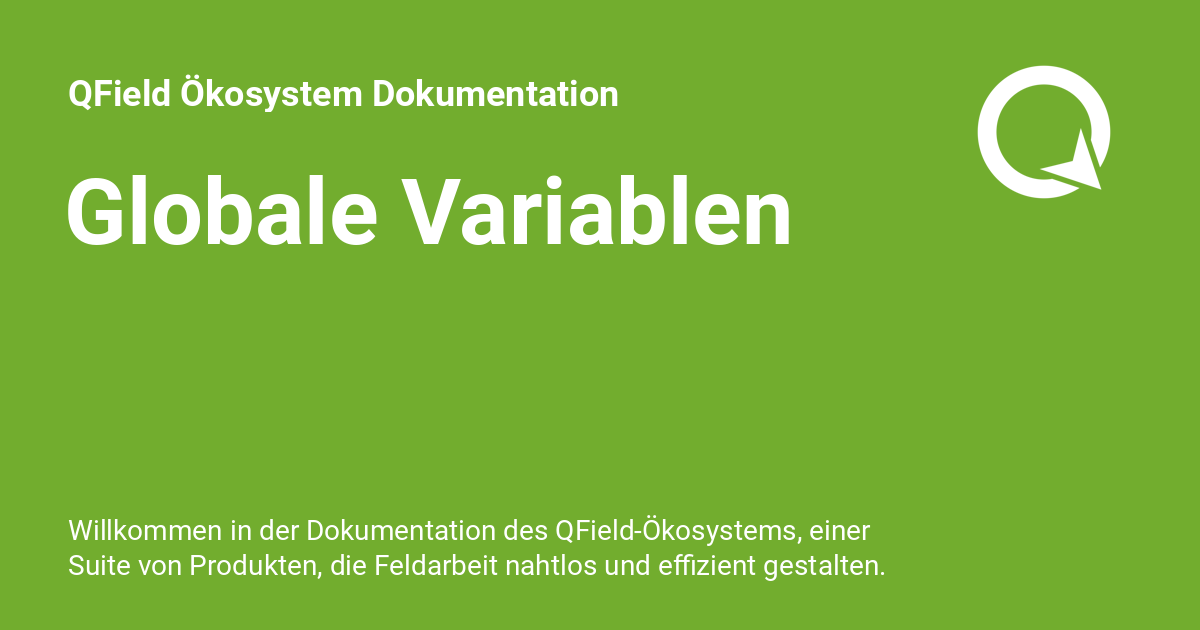 QField Ökosystem Dokumentation
Globale Variablen
Willkommen in der Dokumentation des QField-Ökosystems, einer
Suite von Produkten, die Feldarbeit nahtlos und effizient gestalten.